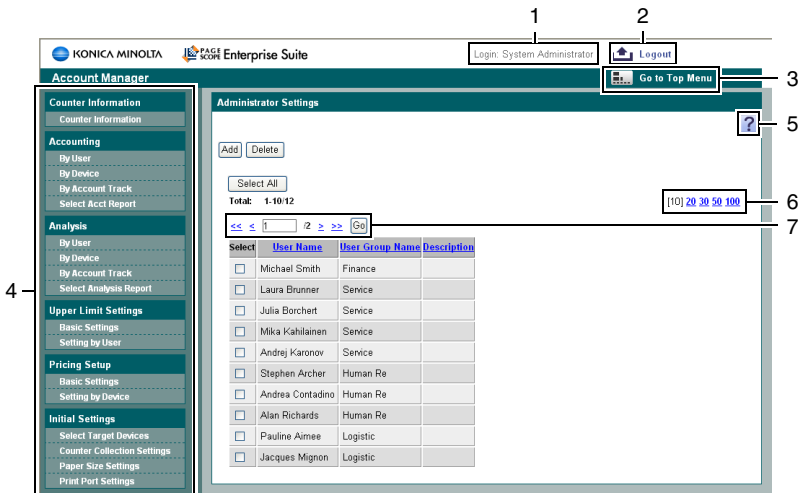 1
2
KONICA MINOLTA
PAGE SCOPE Enterprise Suite
Login: System Administrator
Logout
Account Manager
Go to Top Menu
3
Counter Information
Counter Information
Accounting
By User
By Device
By Account Track
Select Acct Report
Analysis
By User
By Device
By Account Track
Select Analysis Report
4
Upper Limit Settings
Basic Settings
Setting by User
Pricing Setup
Basic Settings
Setting by Device
Initial Settings
Select Target Devices
Counter Collection Settings
Paper Size Settings
Print Port Settings
Administrator Settings
?
5
Add Delete
Select All
Total: 1-10/12
[10] 20 30 50 100
6
<< < 1 /2 > >> Go
7
Select User Name User Group Name Description
Michael Smith Finance
Laura Brunner Service
Julia Borchert Service
Mika Kahilainen Service
Andrej Karonov Service
Stephen Archer Human Re
Andrea Contadino Human Re
Alan Richards Human Re
Pauline Aimee Logistic
Jacques Mignon Logistic